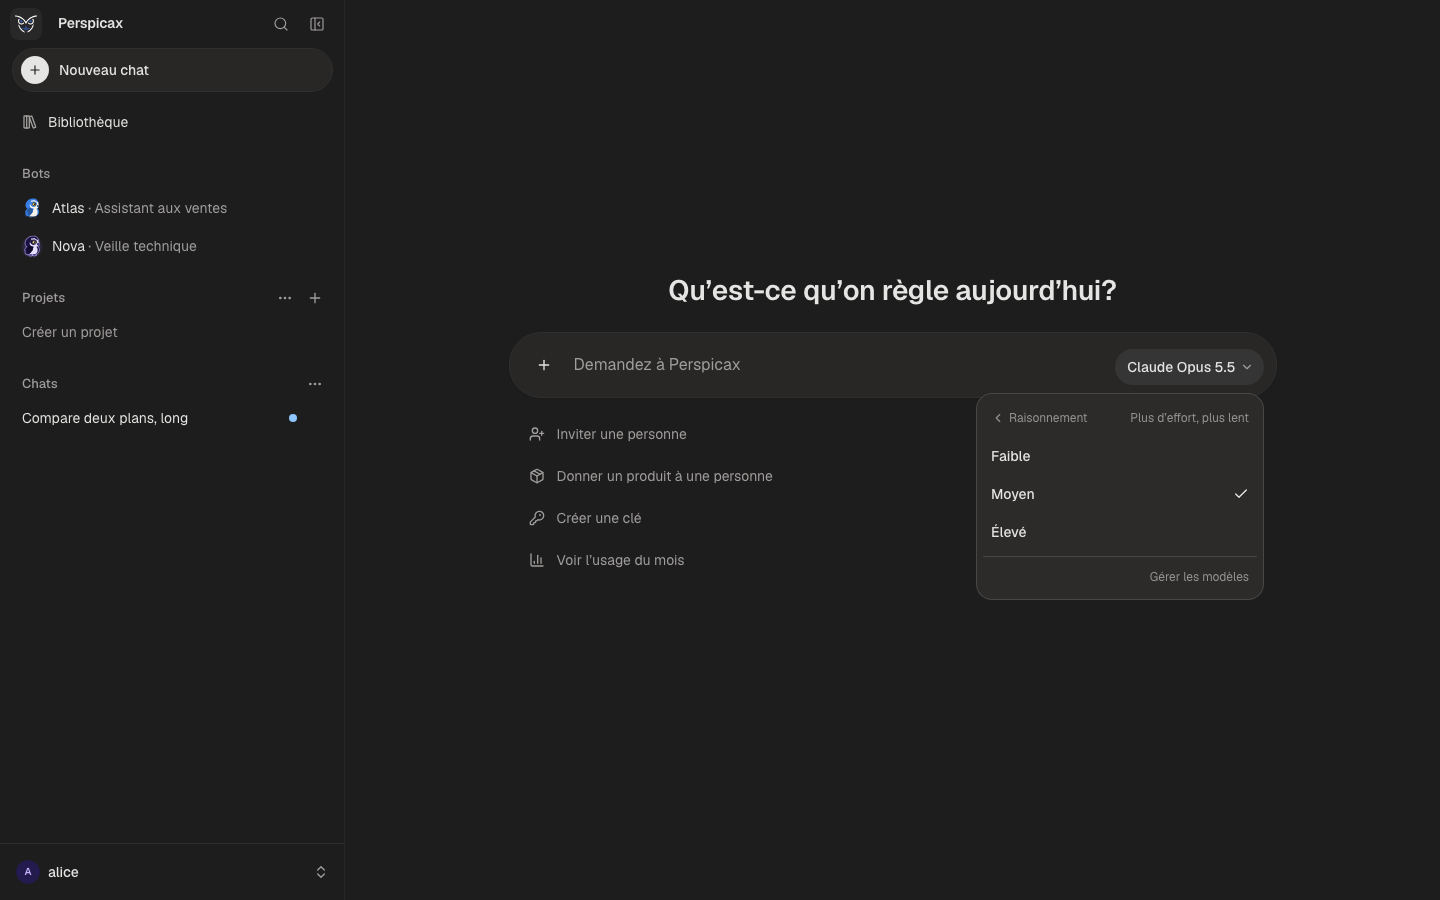 Perspicax
Nouveau chat
Bibliothèque
Bots
Atlas · Assistant aux ventes
Nova · Veille technique
Projets
Créer un projet
Chats
Compare deux plans, long
A alice
Qu’est-ce qu’on règle aujourd’hui?
Demandez à Perspicax
Claude Opus 5.5
Inviter une personne
Donner un produit à une personne
Créer une clé
Voir l’usage du mois
Raisonnement Plus d’effort, plus lent
Faible
Moyen
Élevé
Gérer les modèles